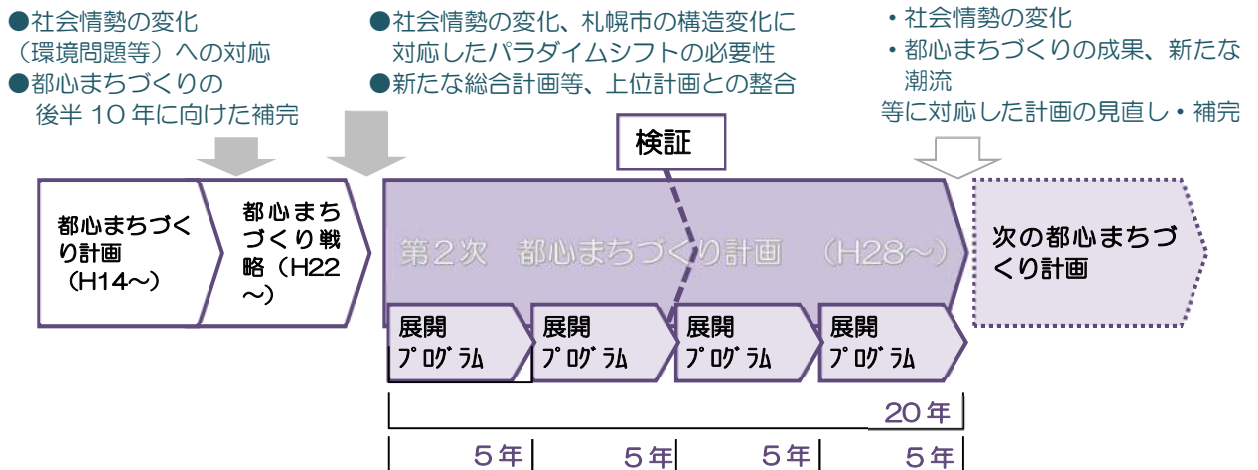 ●社会情勢の変化
（環境問題等）への対応
●都心まちづくりの
後半 10 年に向けた補完
●社会情勢の変化、札幌市の構造変化に
対応したパラダイムシフトの必要性
●新たな総合計画等、上位計画との整合
・社会情勢の変化
・都心まちづくりの成果、新たな
潮流
等に対応した計画の見直し・補完
検証
都心まちづく
り計画
（H14～）
都心まち
づくり戦
略（H22
～）
第２次　都心まちづくり計画　（H28～）
次の都心まちづ
くり計画
展開
ﾌﾟﾛｸﾞﾗﾑ
展開
ﾌﾟﾛｸﾞﾗﾑ
展開
ﾌﾟﾛｸﾞﾗﾑ
展開
ﾌﾟﾛｸﾞﾗﾑ
20 年
５年
５年
５年
５年